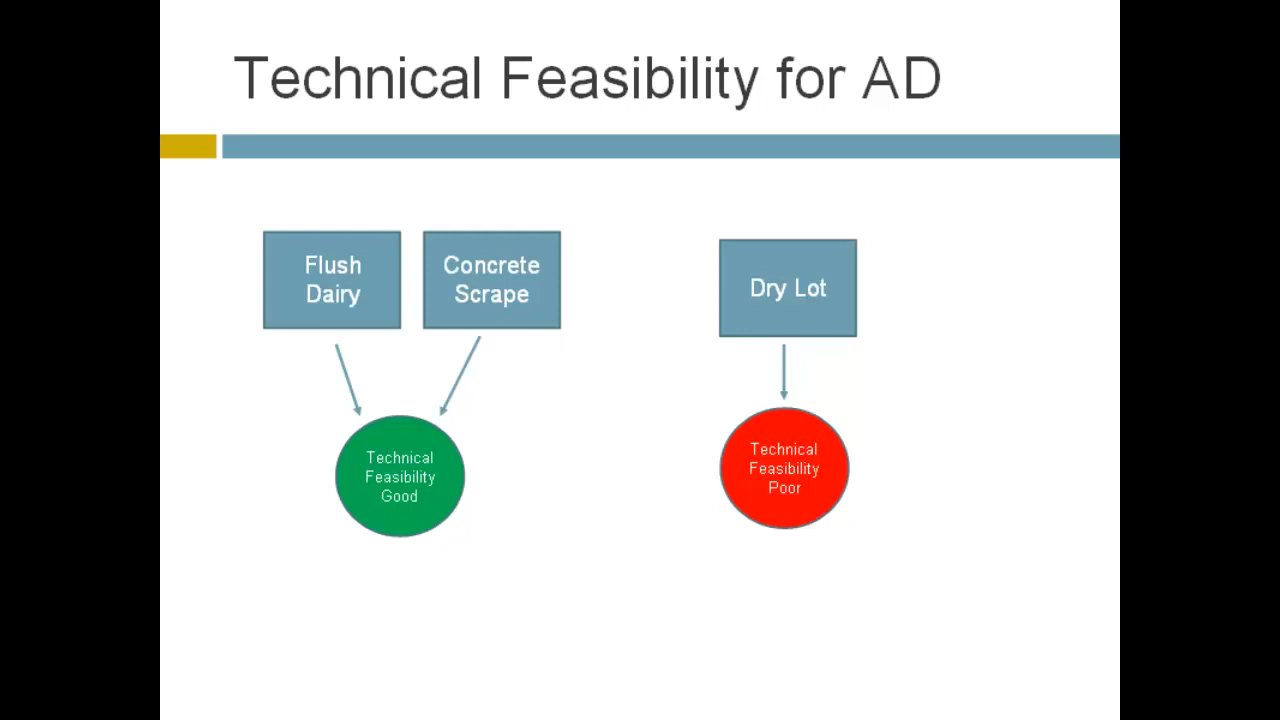 Technical Feasibility for AD
Flush
Dairy
Concrete
Scrape
Dry Lot
Technical
Feasibility
Good
Technical
Feasibility
Poor